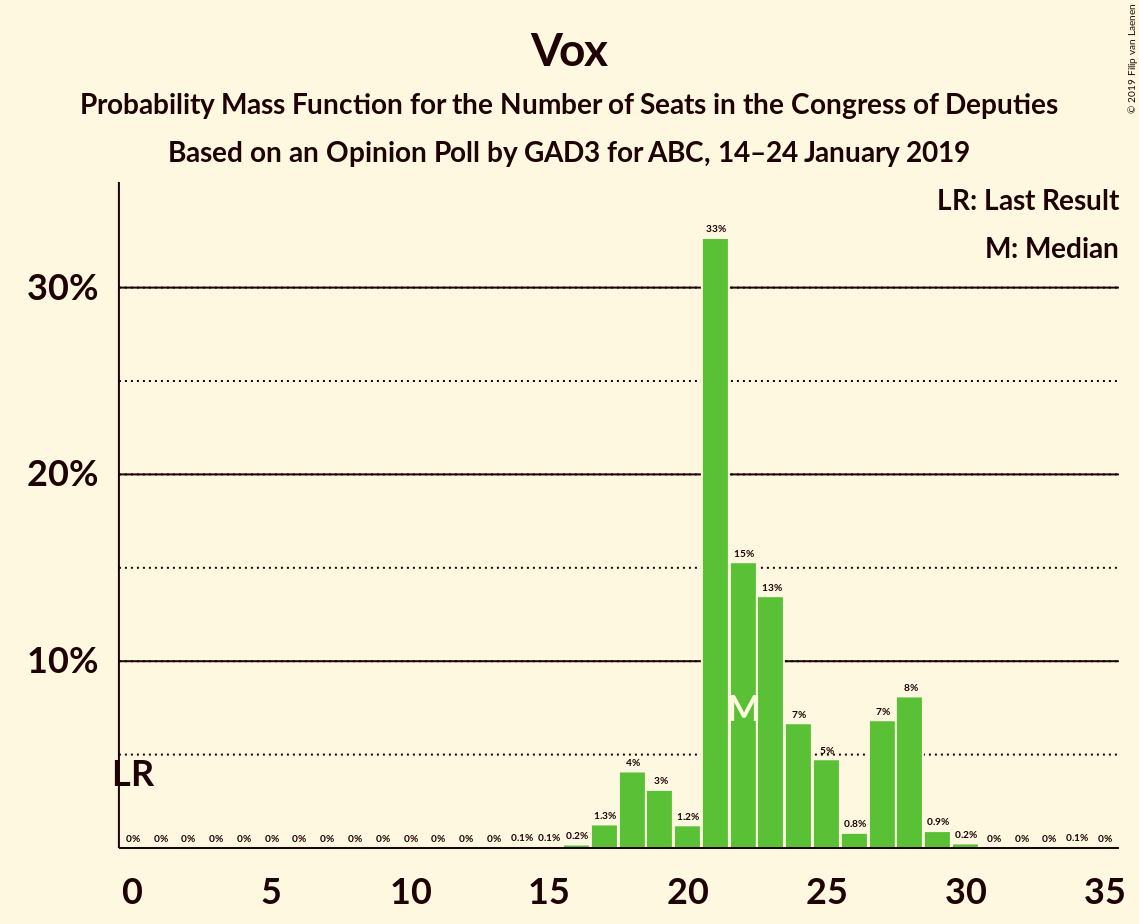 Vox
Probability Mass Function for the Number of Seats in the Congress of Deputies
Based on an Opinion Poll by GAD3 for ABC, 14–24 January 2019
© 2019 Filip van Laenen
LR: Last Result
M: Median
33%
30%
20%
15%
13%
10%
8%
7%
7%
5%
4%
3%
M
LR
0% 0% 0% 0% 0% 0% 0% 0% 0% 0% 0% 0% 0% 0% 0.1% 0.1% 0.2% 1.3% 1.2% 0.8% 0.9% 0.2% 0% 0% 0% 0.1% 0%
0 5 10 15 20 25 30 35